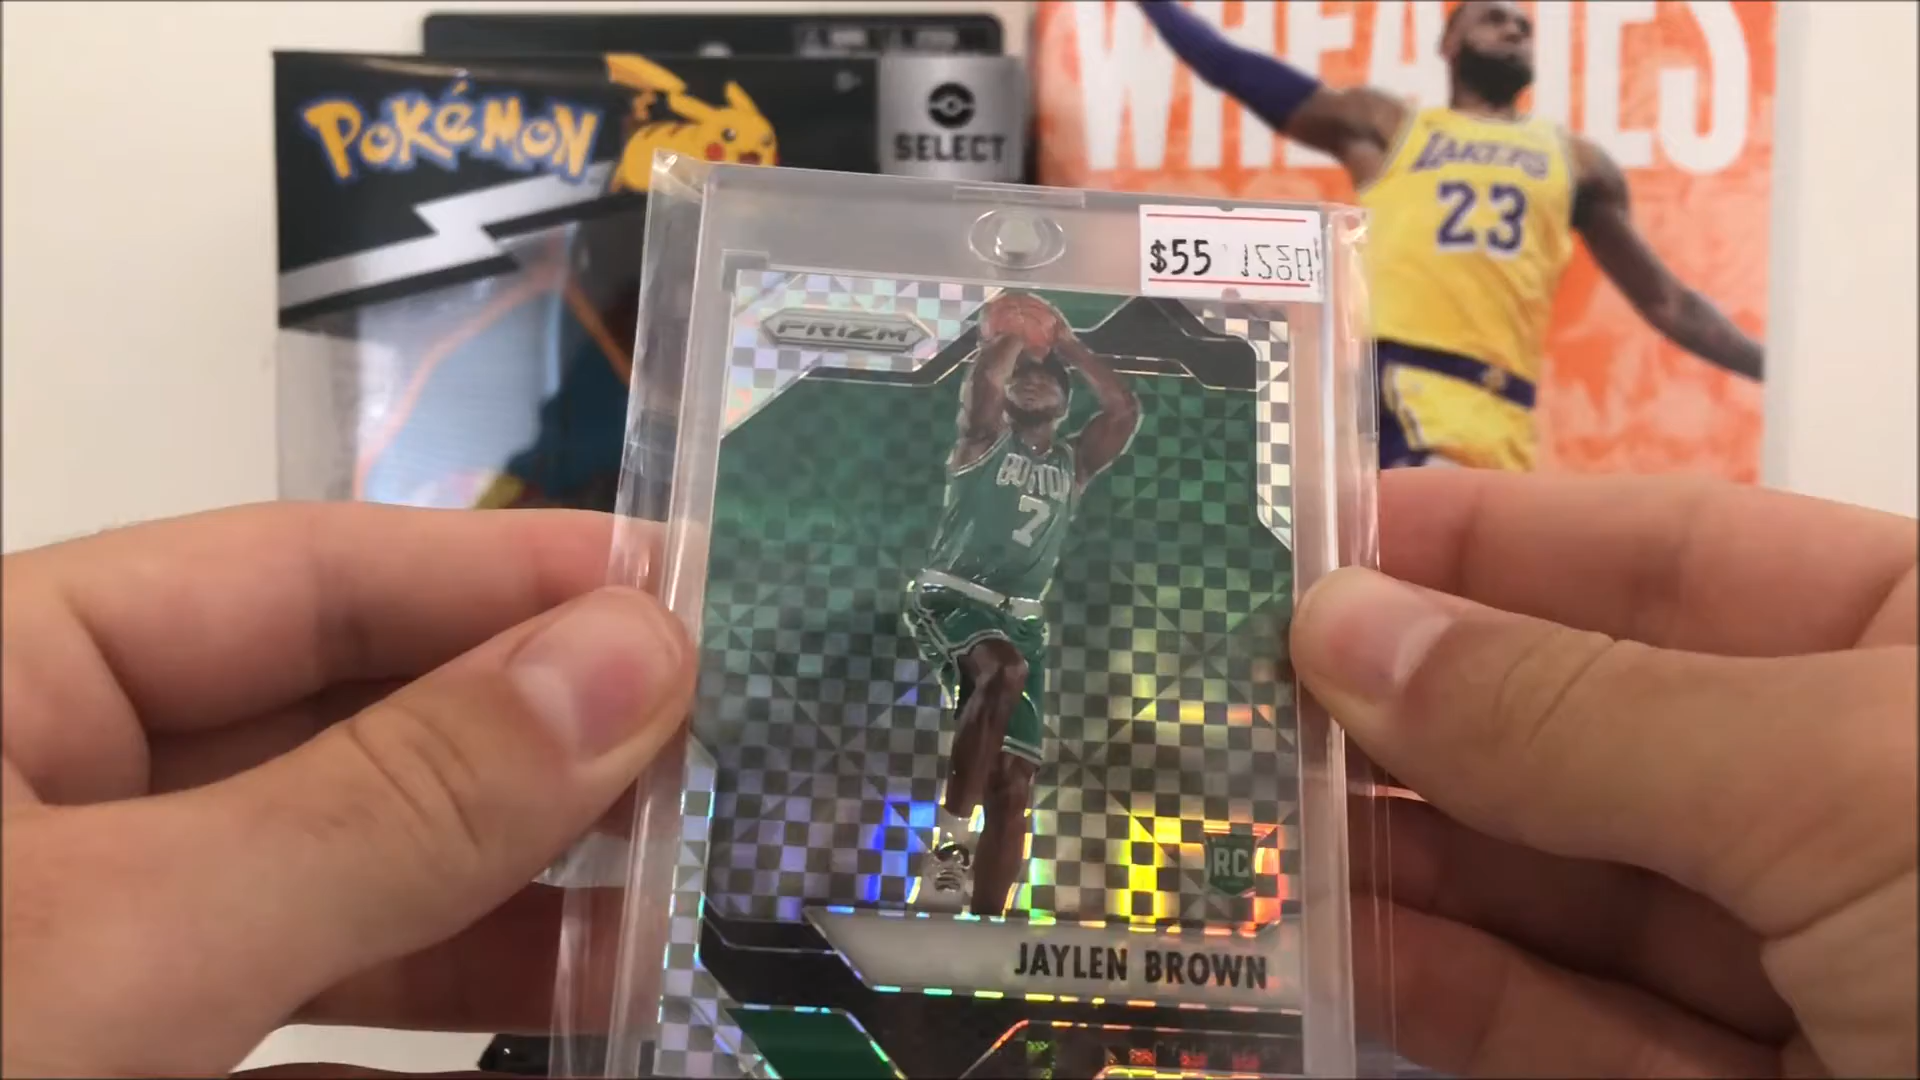 POKÉMON
SELECT
WHEATIES
LAKERS
23
$55
PRIZM
BOSTON
7
RC
JAYLEN BROWN